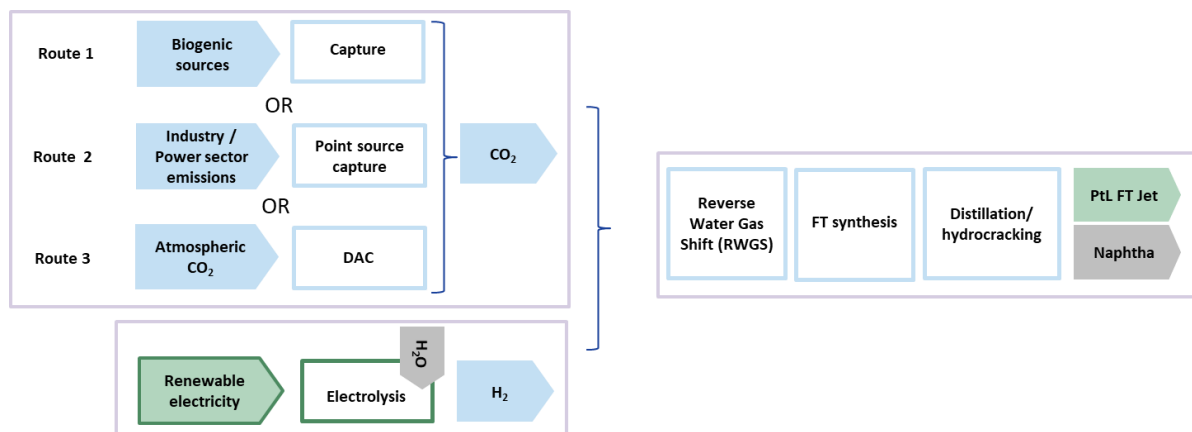 Route 1
Biogenic
sources
Capture
OR
Route 2
Industry /
Power sector
emissions
Point source
capture
CO₂
OR
Route 3
Atmospheric
CO₂
DAC
Renewable
electricity
Electrolysis
H₂O
H₂
Reverse
Water Gas
Shift (RWGS)
FT synthesis
Distillation/
hydrocracking
PtL FT Jet
Naphtha